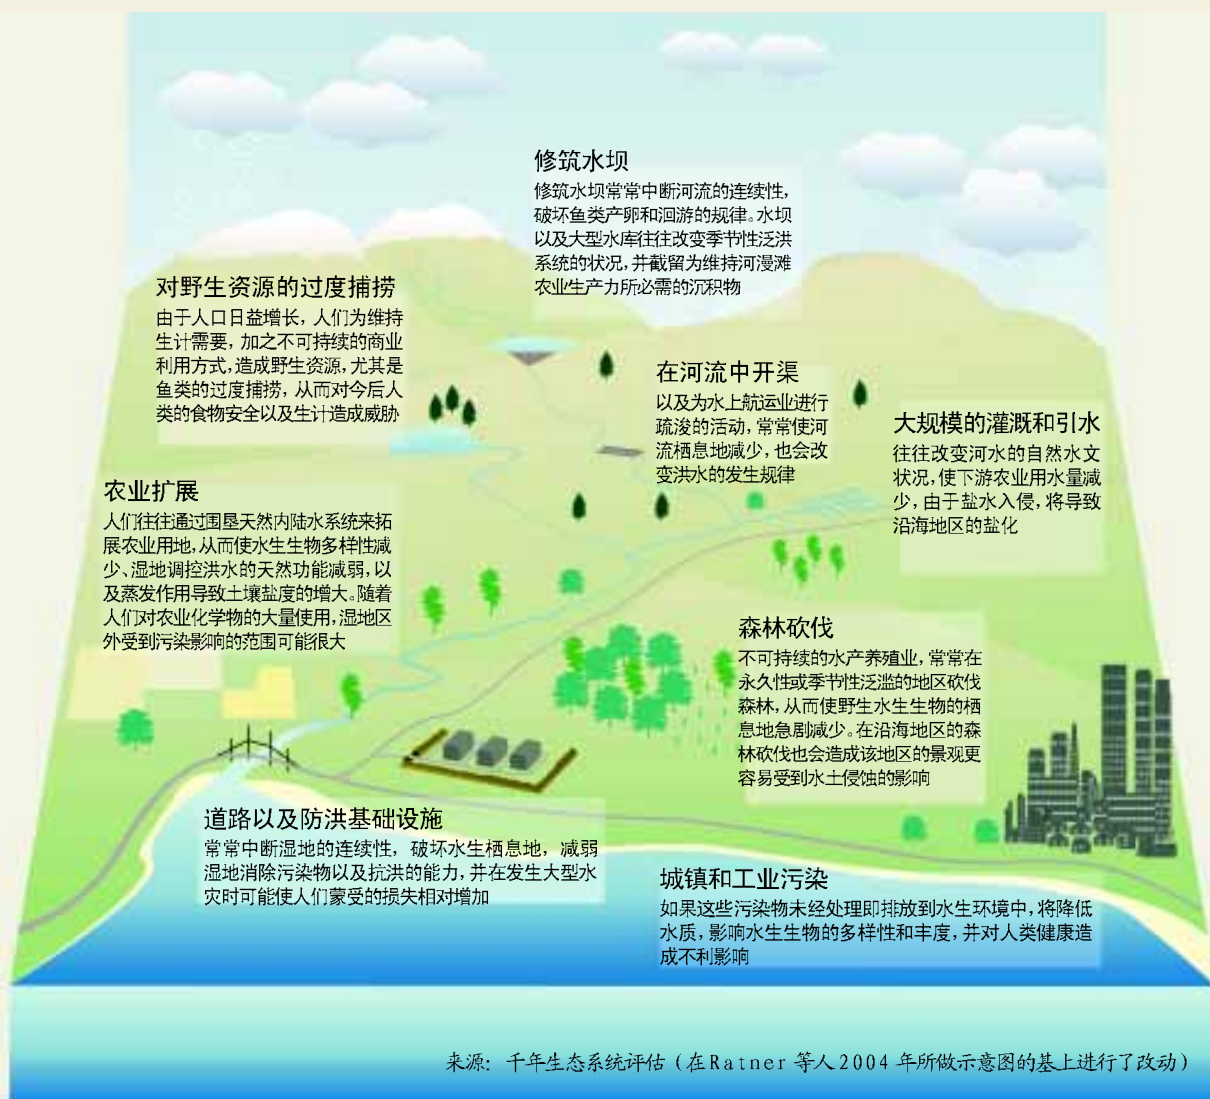 修筑水坝
修筑水坝常常中断河流的连续性，
破坏鱼类产卵和洄游的规律。水坝
以及大型水库往往改变季节性泛洪
系统的状况，并截留为维持河漫滩
农业生产力所必需的沉积物
对野生资源的过度捕捞
由于人口日益增长，人们为维持
生计需要，加之不可持续的商业
利用方式，造成野生资源，尤其是
鱼类的过度捕捞，从而对今后人
类的食物安全以及生计造成威胁
在河流中开渠
以及为水上航运业进行
疏浚的活动，常常使河
流栖息地减少，也会改
变洪水的发生规律
大规模的灌溉和引水
往往改变河水的自然水文
状况，使下游农业用水量减
少，由于盐水入侵，将导致
沿海地区的盐化
农业扩展
人们往往通过围垦天然内陆水系统来拓
展农业用地，从而使水生生物多样性减
少、湿地调控洪水的天然功能减弱，以
及蒸发作用导致土壤盐度的增大。随着
人们对农业化学物的大量使用，湿地区
外受到污染影响的范围可能很大
森林砍伐
不可持续的水产养殖业，常常在
永久性或季节性泛滥的地区砍伐
森林，从而使野生水生生物的栖
息地急剧减少。在沿海地区的森
林砍伐也会造成该地区的景观更
容易受到水土侵蚀的影响
道路以及防洪基础设施
常常中断湿地的连续性，破坏水生栖息地，减弱
湿地消除污染物以及抗洪的能力，并在发生大型水
灾时可能使人们蒙受的损失相对增加
城镇和工业污染
如果这些污染物未经处理即排放到水生环境中，将降低
水质，影响水生生物的多样性和丰度，并对人类健康造
成不利影响
来源：千年生态系统评估（在Ratner等人2004年所做示意图的基上进行了改动）